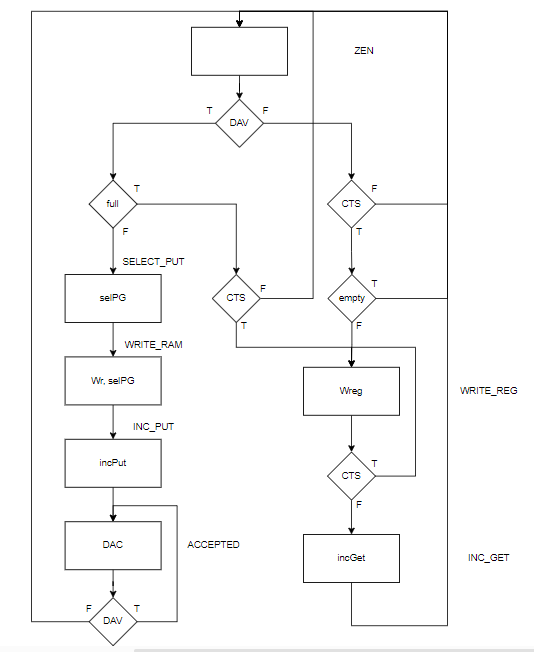 ZEN
T
F
DAV
T
F
full
CTS
F
T
SELECT_PUT
selPG
F
CTS
T
T
empty
F
WRITE_RAM
Wr, selPG
Wreg
WRITE_REG
INC_PUT
incPut
T
CTS
F
DAC
ACCEPTED
incGet
INC_GET
F
T
DAV